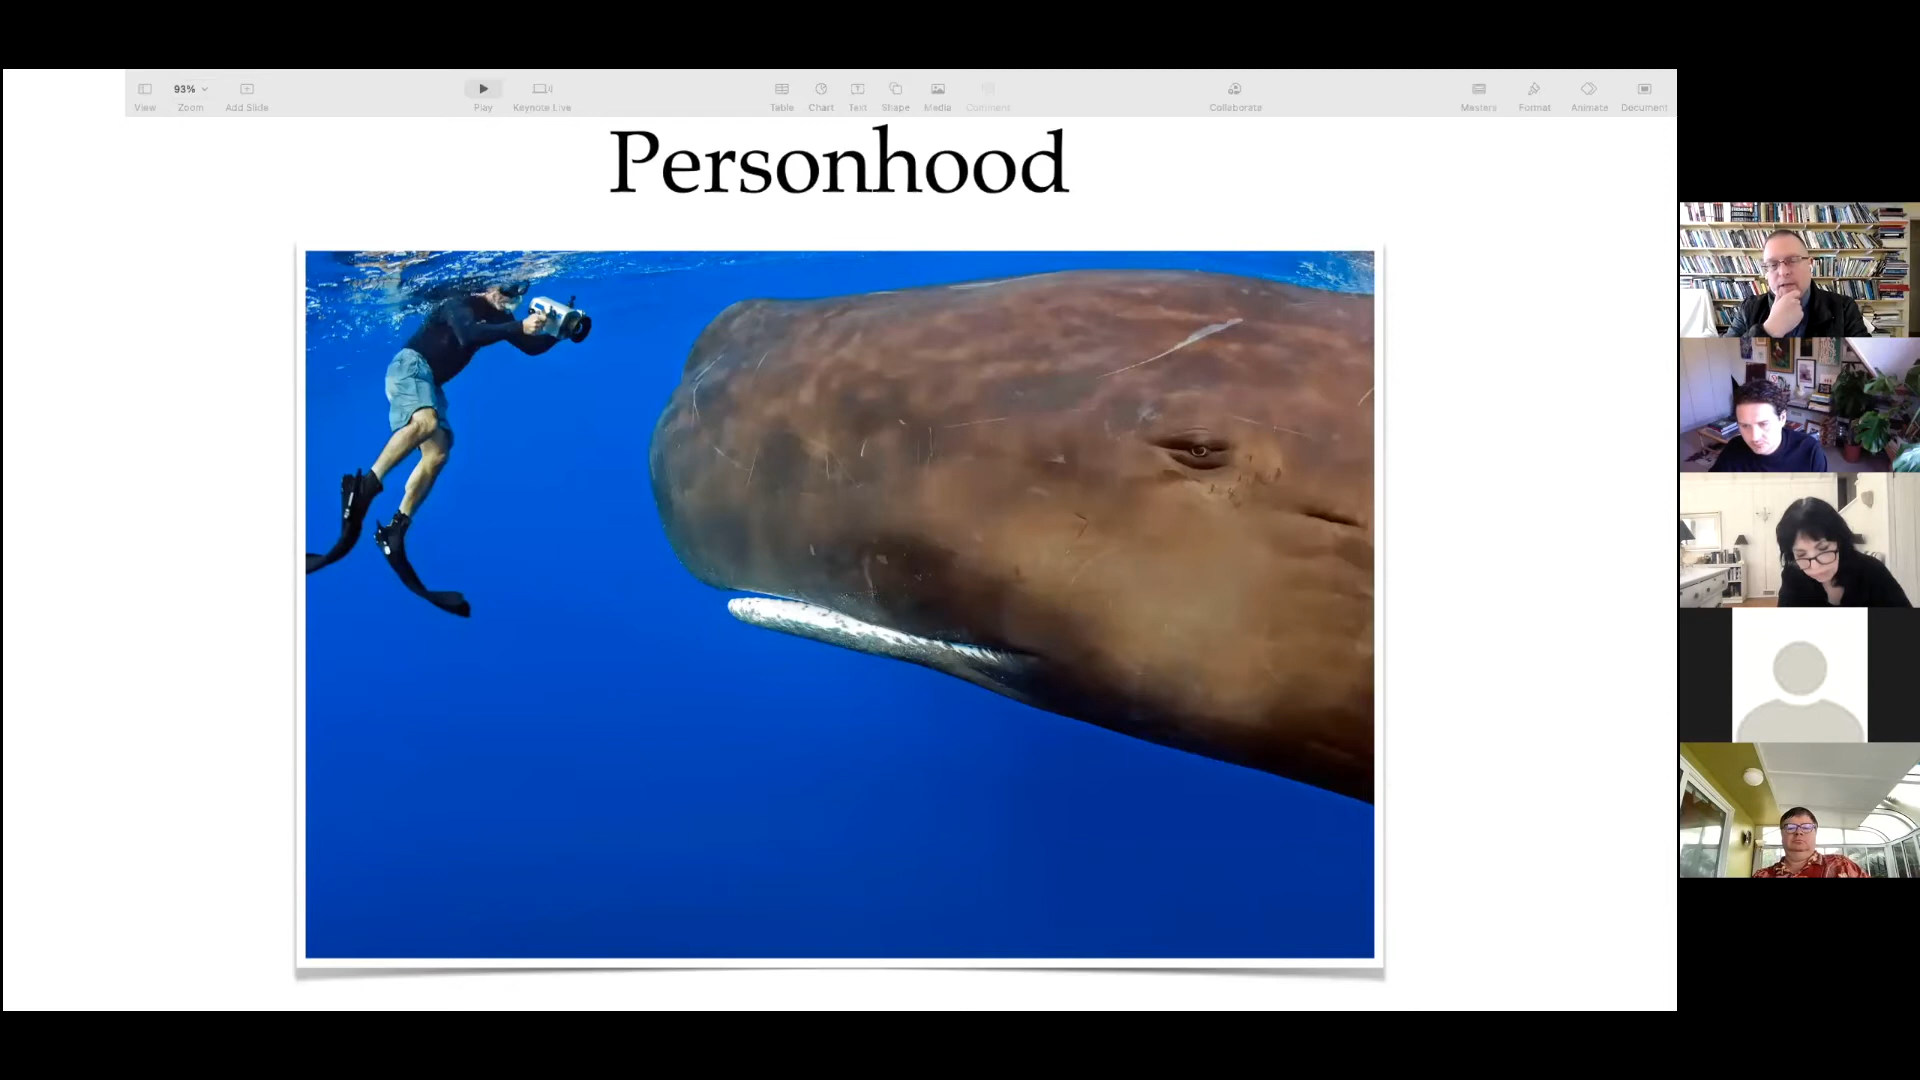 93%
View
Zoom
Add Slide
Play
Keynote Live
Table
Chart
Text
Shape
Media
Comment
Collaborate
Masters
Format
Animate
Document
Personhood